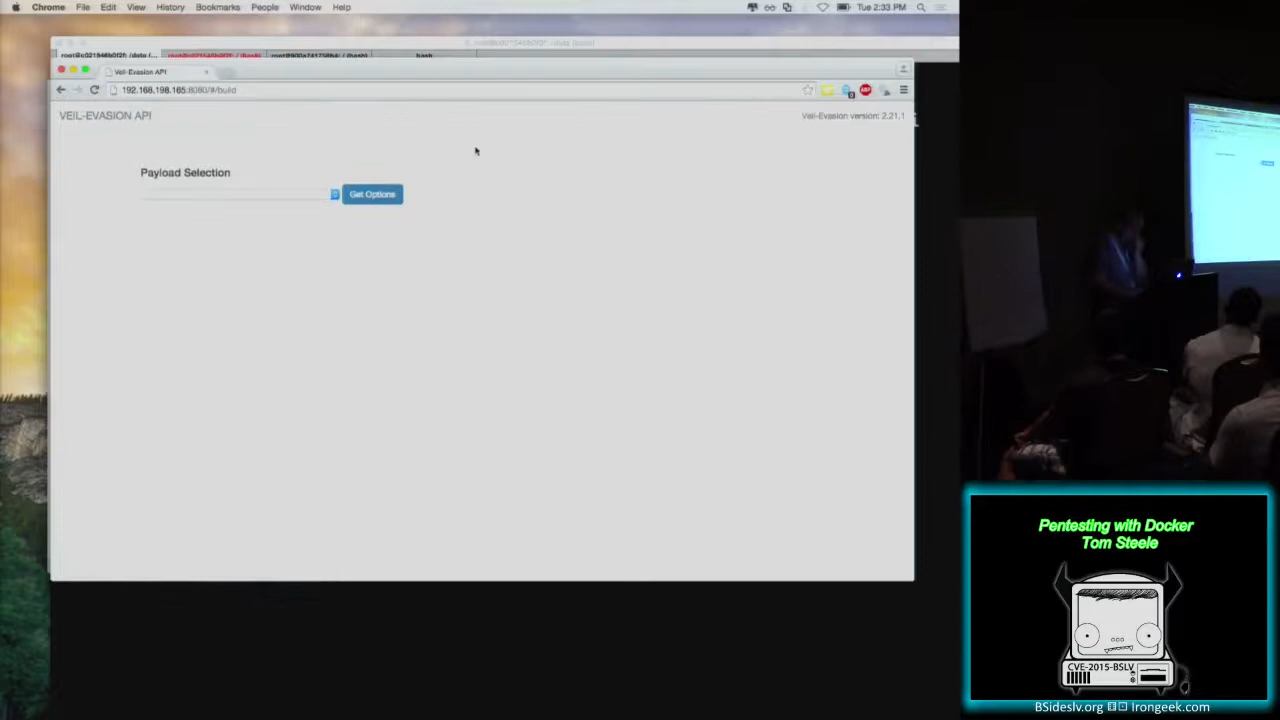 Chrome File Edit View History Bookmarks People Window Help
Tue 2:33 PM
bash
Veil-Evasion API
192.168.198.165:8080/#/build
ABP
VEIL-EVASION API
Veil-Evasion version: 2.21.1
Payload Selection
Get Options
Pentesting with Docker
Tom Steele
CVE-2015-BSLV
BSideslv.org
Irongeek.com